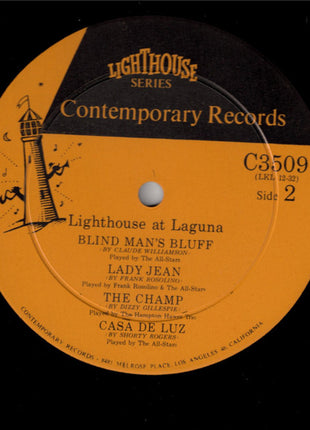 LIGHTHOUSE
SERIES
Contemporary Records
C3509
(LKL 12-32)
Side 2
Lighthouse at Laguna
BLIND MAN'S BLUFF
-BY CLAUDE WILLIAMSON-
Played by The All-Stars
LADY JEAN
-BY FRANK ROSOLINO-
Played by Frank Rosolino & The All-Stars
THE CHAMP
-BY DIZZY GILLESPIE-
Played by The Hampton Hawes Trio
CASA DE LUZ
-BY SHORTY ROGERS-
Played by The All-Stars
CONTEMPORARY RECORDS - 8481 MELROSE PLACE, LOS ANGELES 46, CALIFORNIA